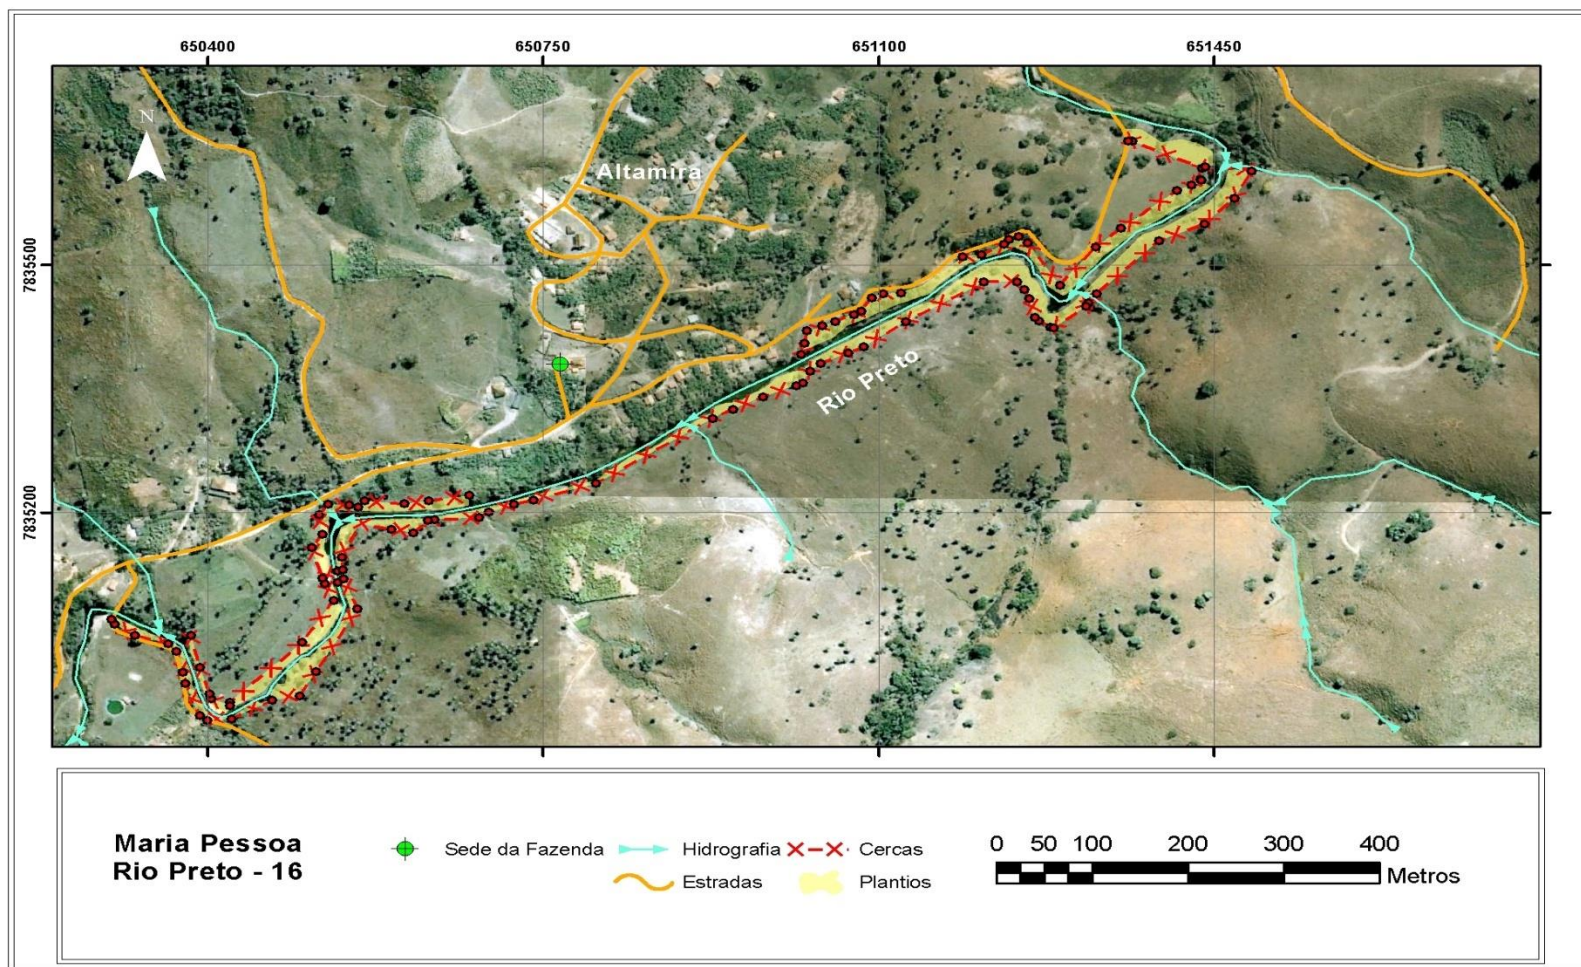 650400 650750 651100 651450
N
Altamira
7835500
Rio Preto
7835200
Maria Pessoa
Rio Preto - 16
Sede da Fazenda
Hidrografia
Cercas
Estradas
Plantios
0 50 100 200 300 400
Metros